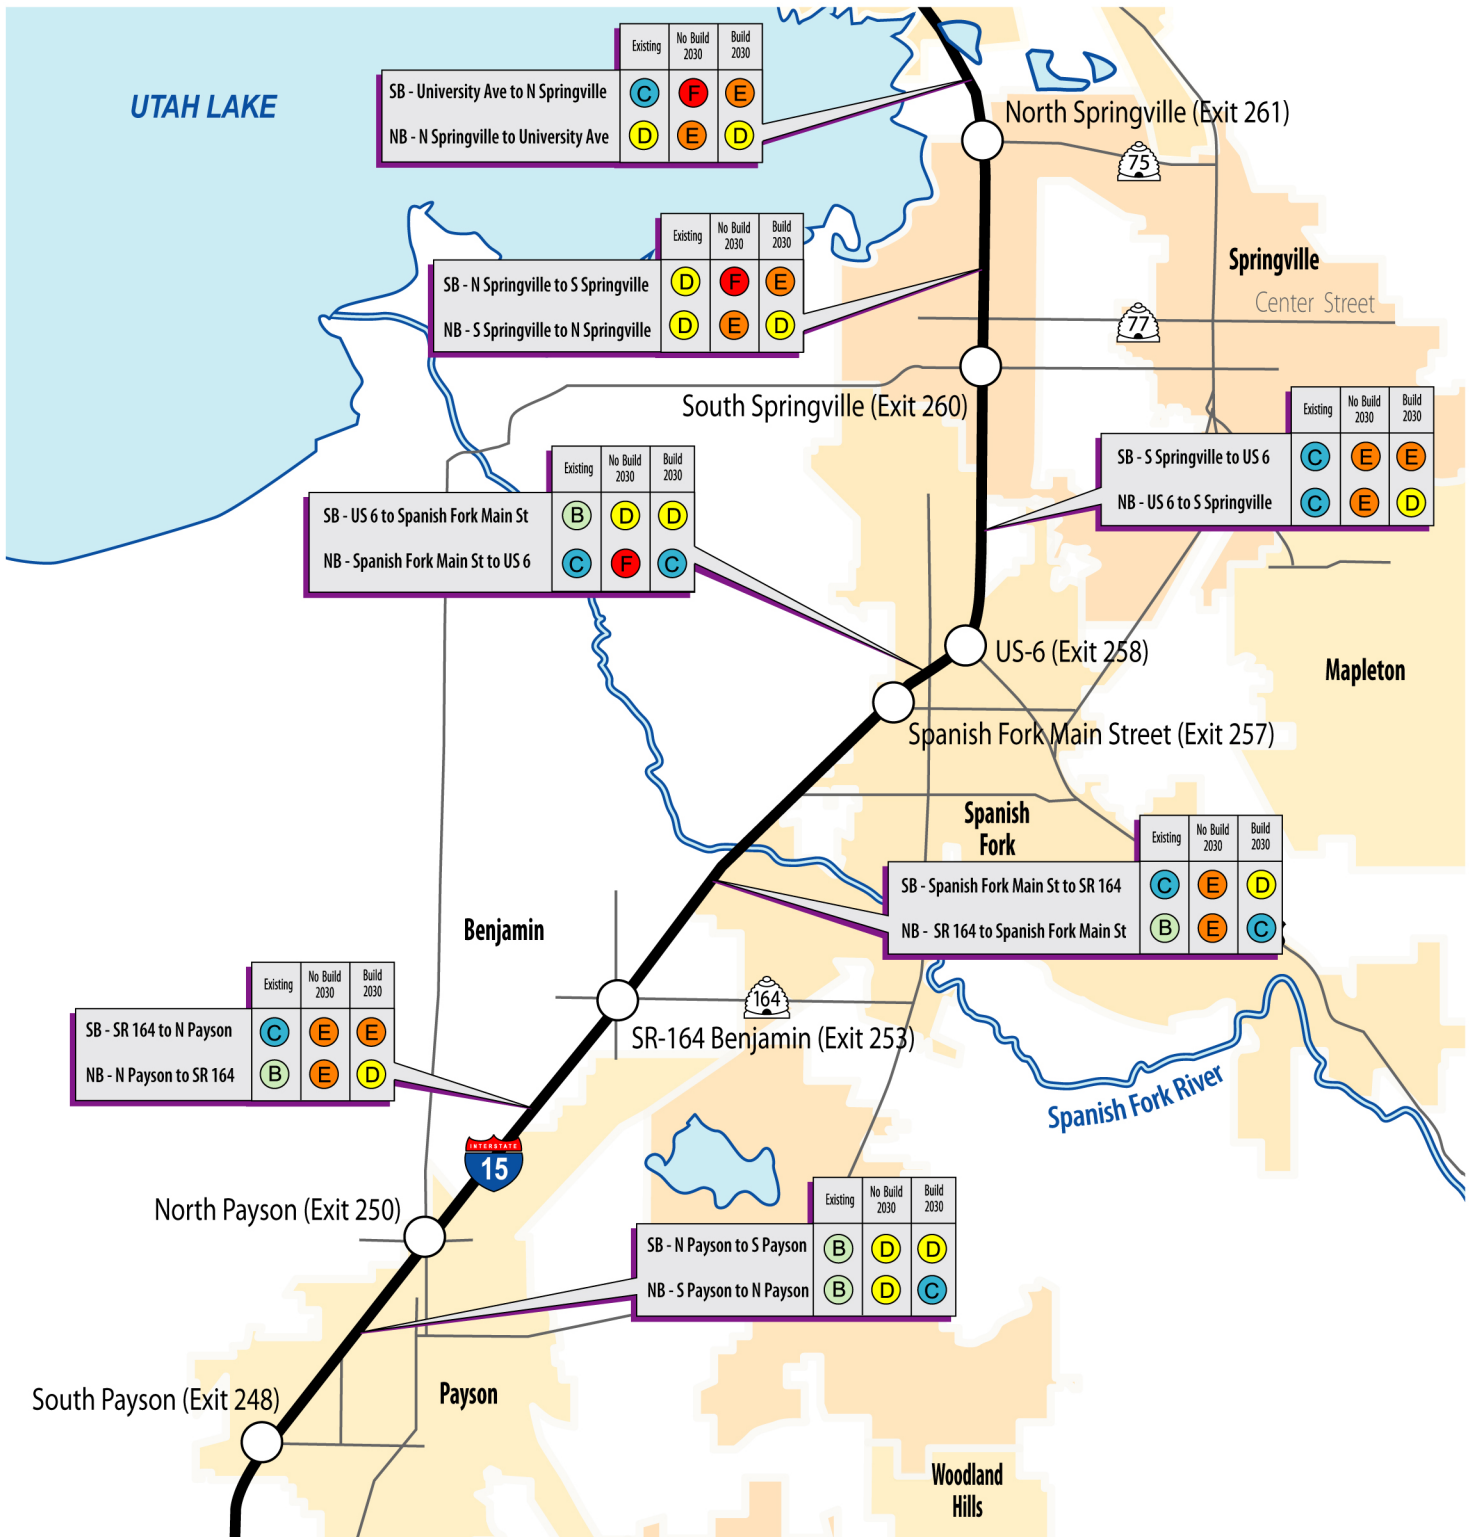 Existing
No Build
2030
Build
2030
UTAH LAKE
SB - University Ave to N Springville C F E
NB - N Springville to University Ave D E D
North Springville (Exit 261)
75
Existing
No Build
2030
Build
2030
SB - N Springville to S Springville D F E
NB - S Springville to N Springville D E D
Springville
Center Street
77
South Springville (Exit 260)
Existing
No Build
2030
Build
2030
SB - S Springville to US 6 C E E
NB - US 6 to S Springville C E D
Existing
No Build
2030
Build
2030
SB - US 6 to Spanish Fork Main St B D D
NB - Spanish Fork Main St to US 6 C F C
US-6 (Exit 258)
Mapleton
Spanish Fork Main Street (Exit 257)
Spanish
Fork
Existing
No Build
2030
Build
2030
SB - Spanish Fork Main St to SR 164 C E D
NB - SR 164 to Spanish Fork Main St B E C
Benjamin
164
SR-164 Benjamin (Exit 253)
Existing
No Build
2030
Build
2030
SB - SR 164 to N Payson C E E
NB - N Payson to SR 164 B E D
Spanish Fork River
INTERSTATE
15
North Payson (Exit 250)
Existing
No Build
2030
Build
2030
SB - N Payson to S Payson B D D
NB - S Payson to N Payson B D C
South Payson (Exit 248)
Payson
Woodland
Hills